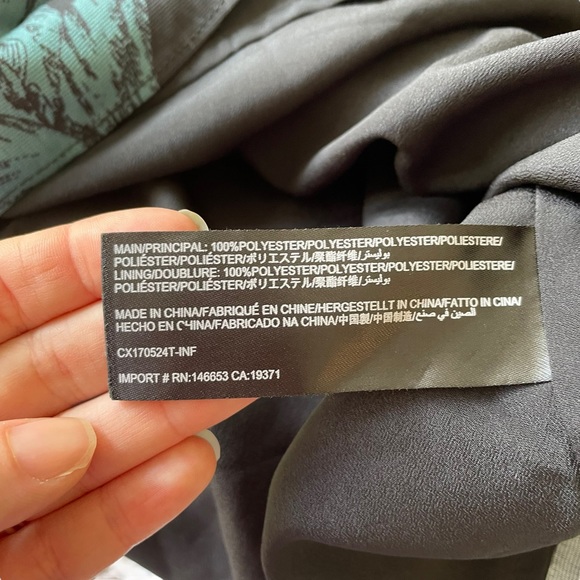 MAIN/PRINCIPAL: 100%POLYESTER/POLYESTER/POLYESTER/POLIESTERE/
POLIÉSTER/POLIÉSTER/ポリエステル/聚酯纤维/بوليستر/
LINING/DOUBLURE: 100%POLYESTER/POLYESTER/POLYESTER/POLIESTERE/
POLIÉSTER/POLIÉSTER/ポリエステル/聚酯纤维/بوليستر/
MADE IN CHINA/FABRIQUÉ EN CHINE/HERGESTELLT IN CHINA/FATTO IN CINA/
HECHO EN CHINA/FABRICADO NA CHINA/中国製/中国制造/الصين في صنع/
CX170524T-INF
IMPORT # RN:146653 CA:19371